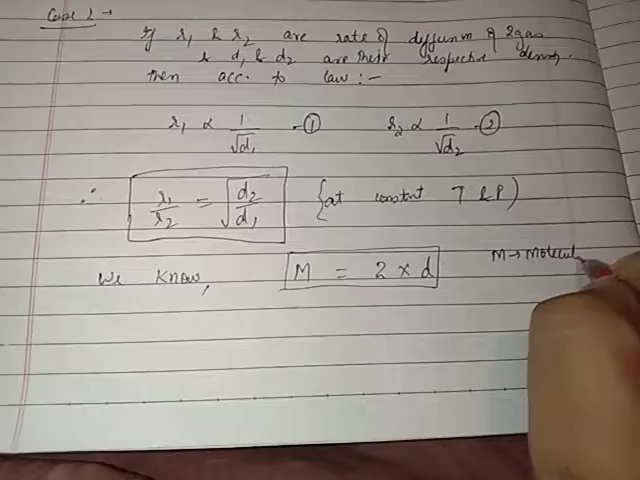 Case 1 →
If r₁ & r₂ are rate of diffusion of 2 gas
& d₁ & d₂ are their respective density
then acc. to law :-
r₁ ∝ 1/√d₁ -① r₂ ∝ 1/√d₂ -②
∴ r₁/r₂ = √d₂/d₁ {at constant T & P)
We know, M = 2 × d M → Molecul